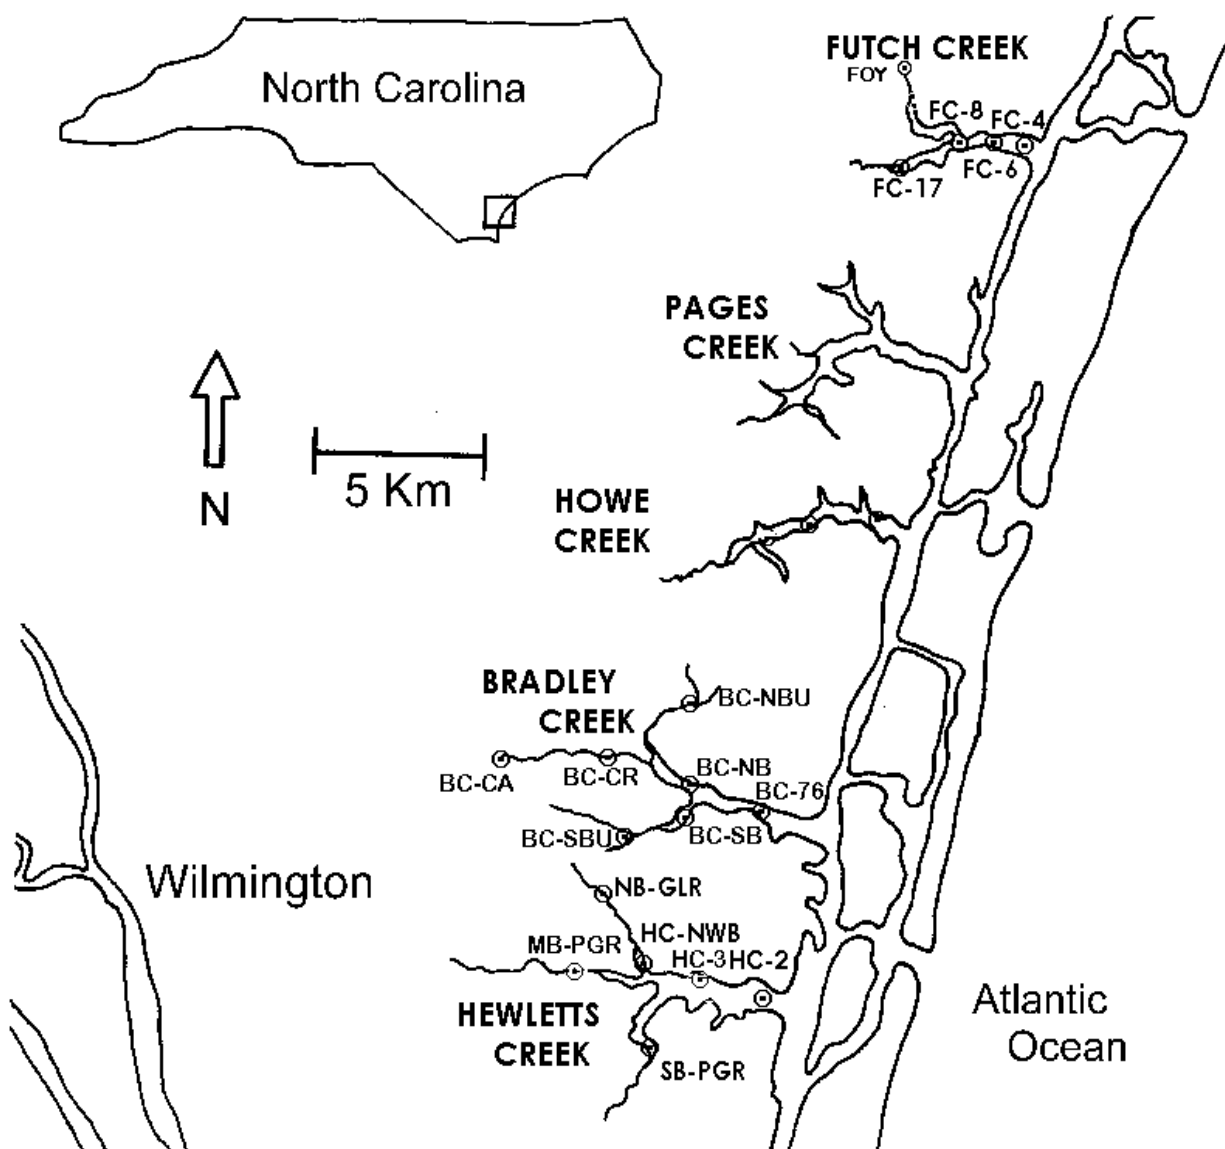 FUTCH CREEK
FOY
North Carolina
FC-8
FC-4
FC-17
FC-6
PAGES
CREEK
5 Km
N
HOWE
CREEK
BRADLEY
CREEK
BC-NBU
BC-CA
BC-CR
BC-NB
BC-76
BC-SBU
BC-SB
Wilmington
NB-GLR
HC-NWB
MB-PGR
HC-3
HC-2
HEWLETTS
CREEK
SB-PGR
Atlantic
Ocean